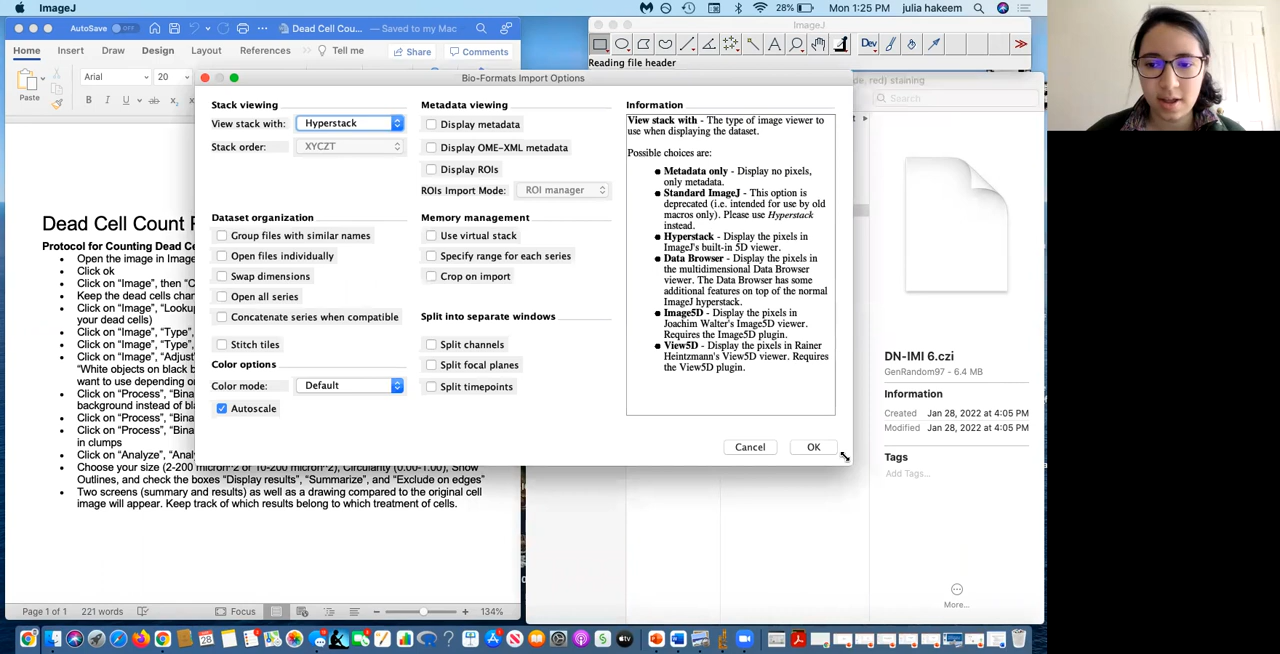 ImageJ
28%
Mon 1:25 PM julia hakeem
AutoSave OFF
Dead Cell Cou... — Saved to my Mac
Home Insert Draw Design Layout References
Tell me
Share
Comments
Paste
Arial
20
B I U ab
Dead Cell Count P
Protocol for Counting Dead Ce
Open the image in Image
Click ok
Click on "Image", then "C
Keep the dead cells chan
Click on "Image", "Lookup
your dead cells)
Click on "Image", "Type",
Click on "Image", "Type",
Click on "Image", "Adjust"
"White objects on black b
want to use depending o
Click on "Process", "Bina
background instead of bla
Click on "Process", "Bina
Click on "Process", "Bina
in clumps
Click on "Analyze", "Analy
Choose your size (2-200 micron^2 or 10-200 micron^2), Circularity (0.00-1.00), Show
Outlines, and check the boxes "Display results", "Summarize", and "Exclude on edges"
Two screens (summary and results) as well as a drawing compared to the original cell
image will appear. Keep track of which results belong to which treatment of cells.
Page 1 of 1 221 words
Focus
134%
Bio-Formats Import Options
Stack viewing
View stack with: Hyperstack
Stack order: XYCZT
Dataset organization
Group files with similar names
Open files individually
Swap dimensions
Open all series
Concatenate series when compatible
Stitch tiles
Color options
Color mode: Default
Autoscale
Metadata viewing
Display metadata
Display OME-XML metadata
Display ROIs
ROIs Import Mode: ROI manager
Memory management
Use virtual stack
Specify range for each series
Crop on import
Split into separate windows
Split channels
Split focal planes
Split timepoints
Information
View stack with - The type of image viewer to
use when displaying the dataset.
Possible choices are:
Metadata only - Display no pixels,
only metadata.
Standard ImageJ - This option is
deprecated (i.e. intended for use by old
macros only). Please use Hyperstack
instead.
Hyperstack - Display the pixels in
ImageJ's built-in 5D viewer.
Data Browser - Display the pixels in
the multidimensional Data Browser
viewer. The Data Browser has some
additional features on top of the normal
ImageJ hyperstack.
Image5D - Display the pixels in
Joachim Walter's Image5D viewer.
Requires the Image5D plugin.
View5D - Display the pixels in Rainer
Heintzmann's View5D viewer. Requires
the View5D plugin.
Cancel OK
ImageJ
Dev
Reading file header
de, red) staining
Search
DN-IMI 6.czi
GenRandom97 - 6.4 MB
Information
Created Jan 28, 2022 at 4:05 PM
Modified Jan 28, 2022 at 4:05 PM
Tags
Add Tags...
More...